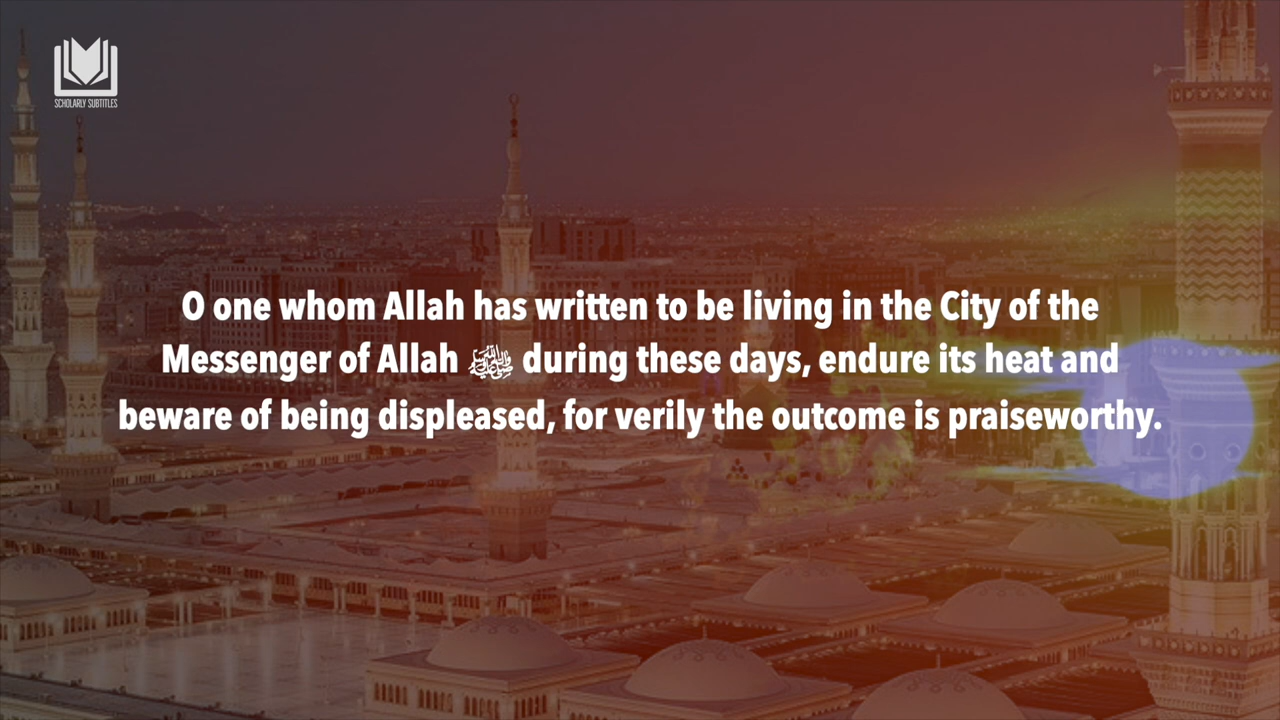 SCHOLARLY SUBTITLES
O one whom Allah has written to be living in the City of the
Messenger of Allah ﷺ during these days, endure its heat and
beware of being displeased, for verily the outcome is praiseworthy.